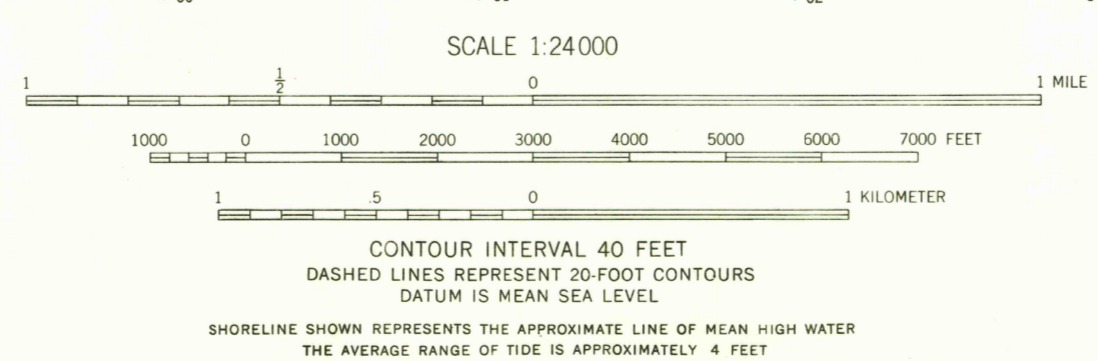 SCALE 1:24000
1 1/2 0 1 MILE
1000 0 1000 2000 3000 4000 5000 6000 7000 FEET
1 .5 0 1 KILOMETER
CONTOUR INTERVAL 40 FEET
DASHED LINES REPRESENT 20-FOOT CONTOURS
DATUM IS MEAN SEA LEVEL
SHORELINE SHOWN REPRESENTS THE APPROXIMATE LINE OF MEAN HIGH WATER
THE AVERAGE RANGE OF TIDE IS APPROXIMATELY 4 FEET